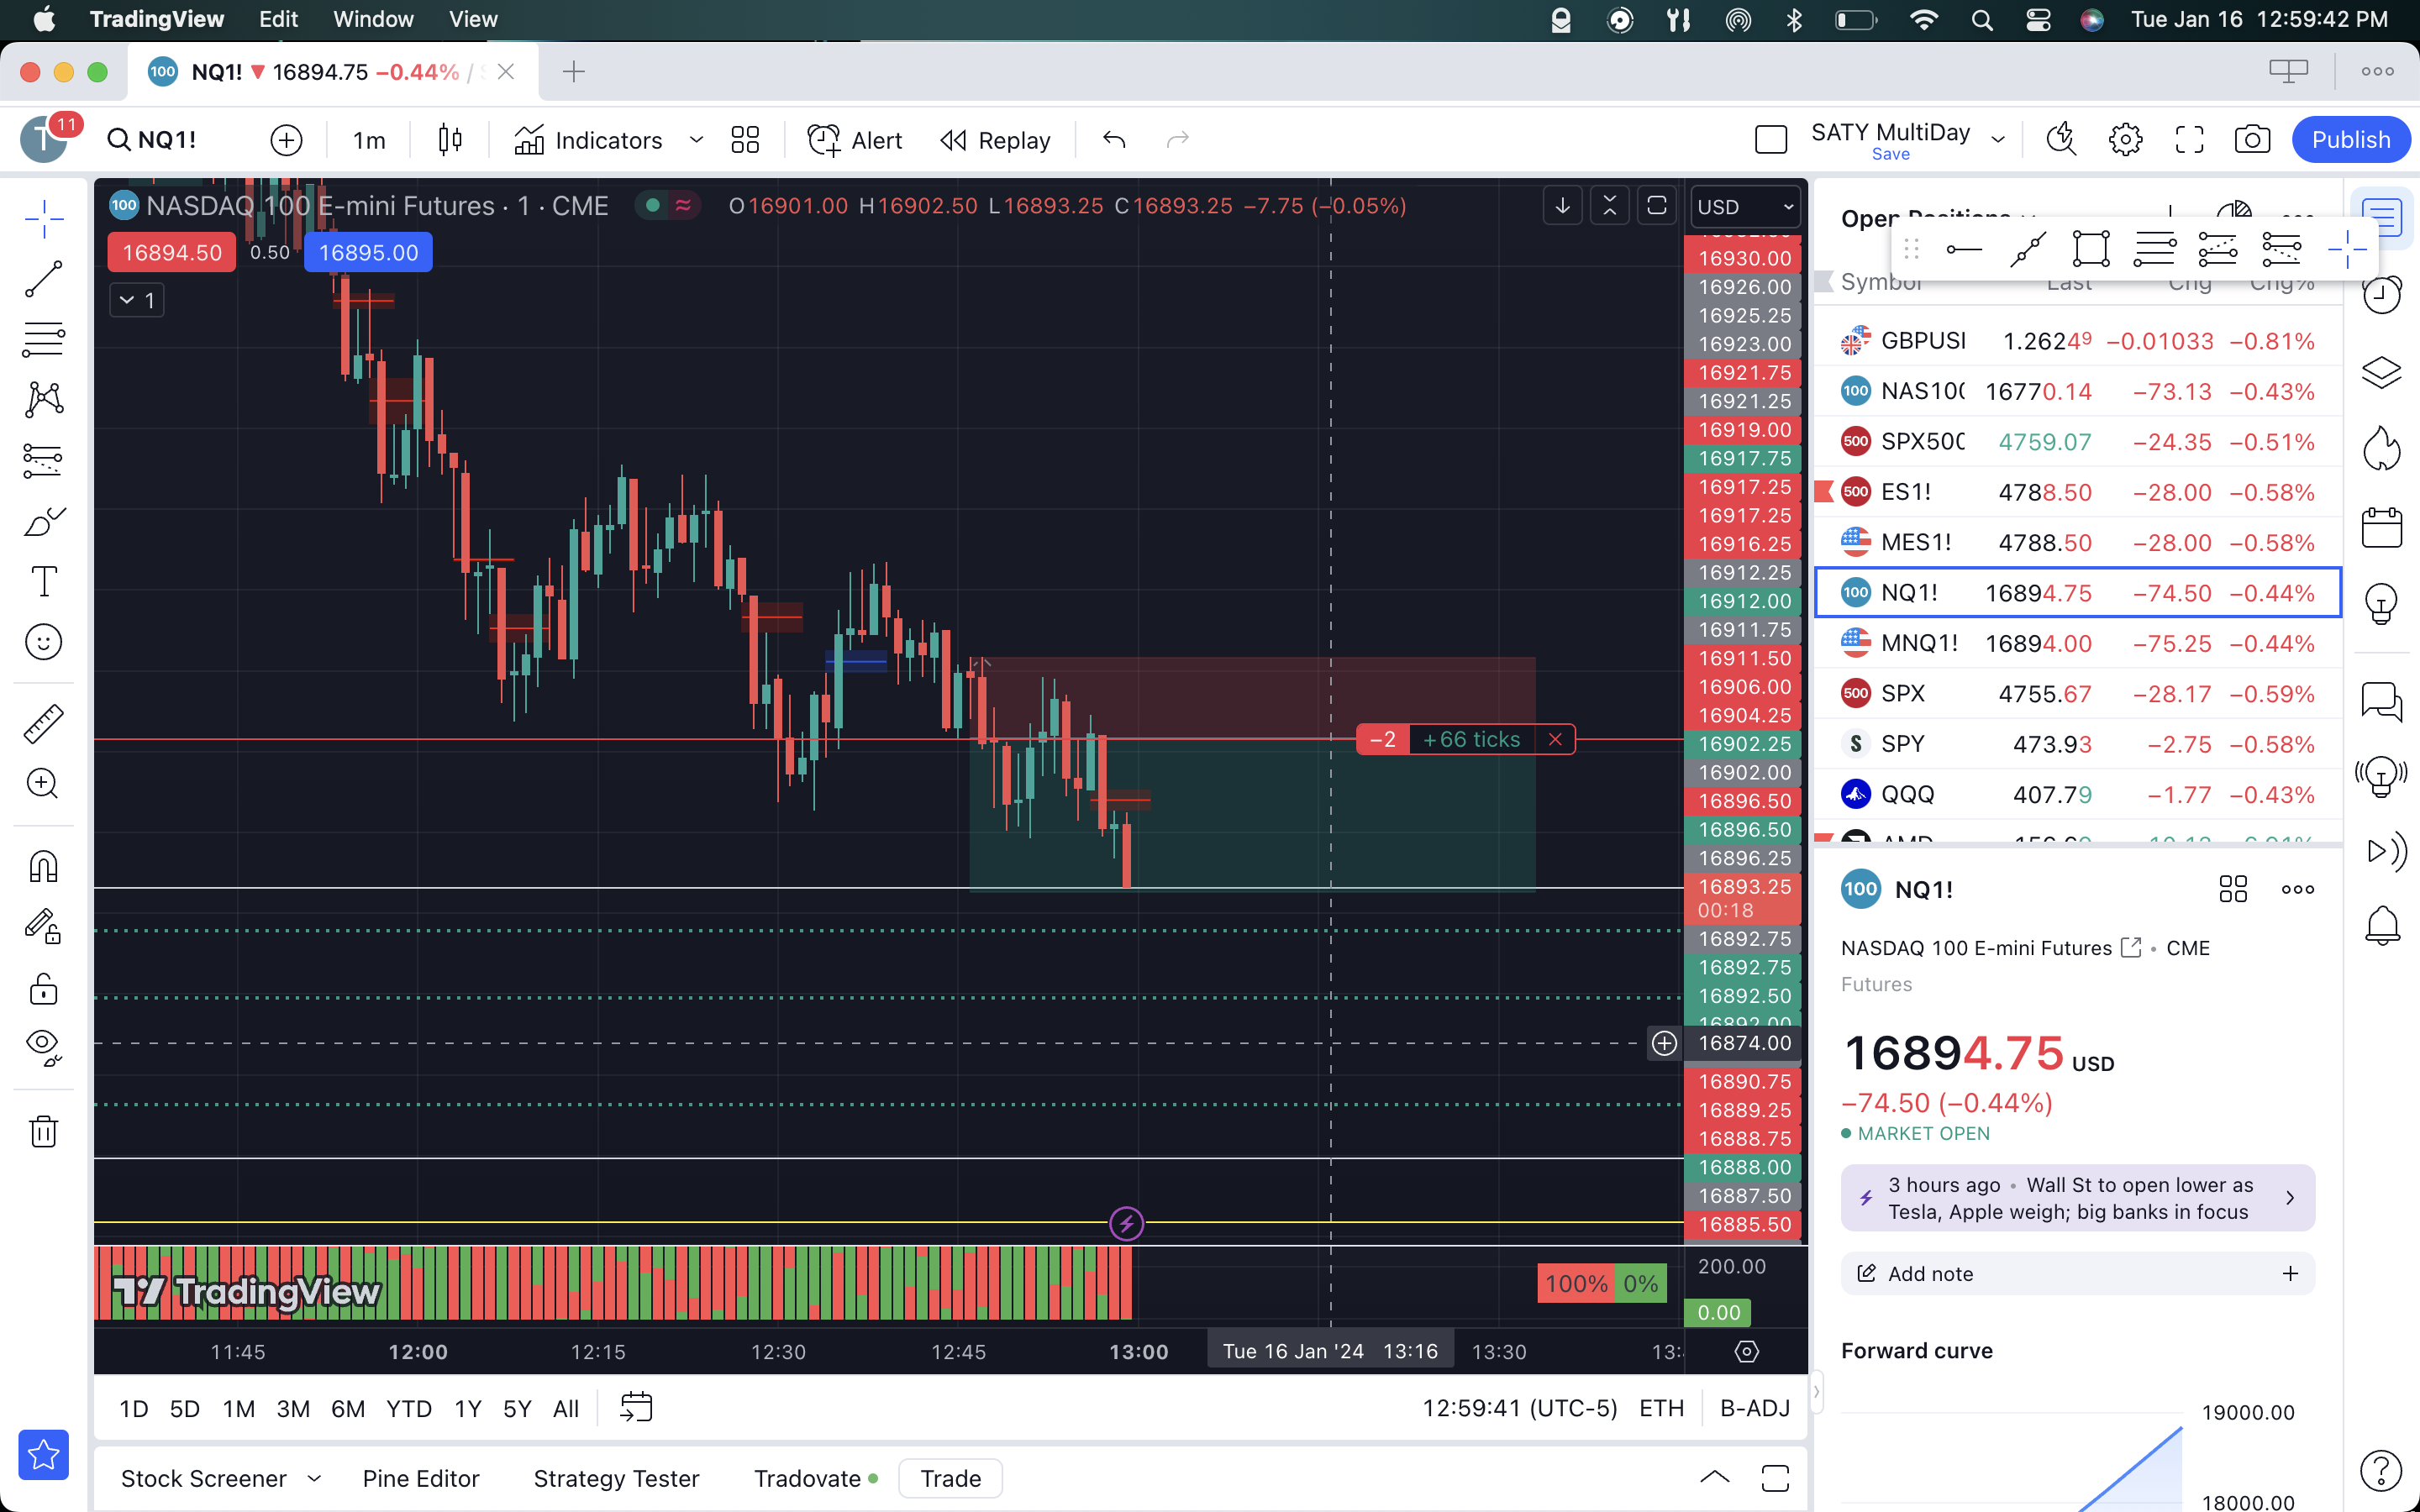 TradingView Edit Window View Tue Jan 16 12:59:42 PM
100 NQ1! 16894.75 −0.44% /
T 11 NQ1! 1m Indicators Alert Replay SATY MultiDay Save Publish
100 NASDAQ 100 E-mini Futures · 1 · CME O16901.00 H16902.50 L16893.25 C16893.25 −7.75 (−0.05%)
USD
16894.50 0.50 16895.00
1
16930.00
16926.00
16925.25
16923.00
16921.75
16921.25
16919.00
16917.75
16917.25
16917.25
16916.25
16912.25
16912.00
16911.75
16911.50
16906.00
16904.25
16902.25
16902.00
16896.50
16896.50
16896.25
16893.25
00:18
16892.75
16892.75
16892.50
16892.00
16874.00
16890.75
16889.25
16888.75
16888.00
16887.50
16885.50
−2 +66 ticks
200.00
100% 0%
0.00
TradingView
11:45 12:00 12:15 12:30 12:45 13:00 Tue 16 Jan '24 13:16 13:30 13:
1D 5D 1M 3M 6M YTD 1Y 5Y All 12:59:41 (UTC-5) ETH B-ADJ
Stock Screener Pine Editor Strategy Tester Tradovate Trade
Open Positions
Symbol Last Chg Chg%
GBPUSI 1.26249 −0.01033 −0.81%
100 NAS100 16770.14 −73.13 −0.43%
500 SPX500 4759.07 −24.35 −0.51%
500 ES1! 4788.50 −28.00 −0.58%
MES1! 4788.50 −28.00 −0.58%
100 NQ1! 16894.75 −74.50 −0.44%
MNQ1! 16894.00 −75.25 −0.44%
500 SPX 4755.67 −28.17 −0.59%
S SPY 473.93 −2.75 −0.58%
QQQ 407.79 −1.77 −0.43%
AMD
100 NQ1!
NASDAQ 100 E-mini Futures • CME
Futures
16894.75 USD
−74.50 (−0.44%)
MARKET OPEN
3 hours ago • Wall St to open lower as
Tesla, Apple weigh; big banks in focus
Add note
Forward curve
19000.00
18000.00